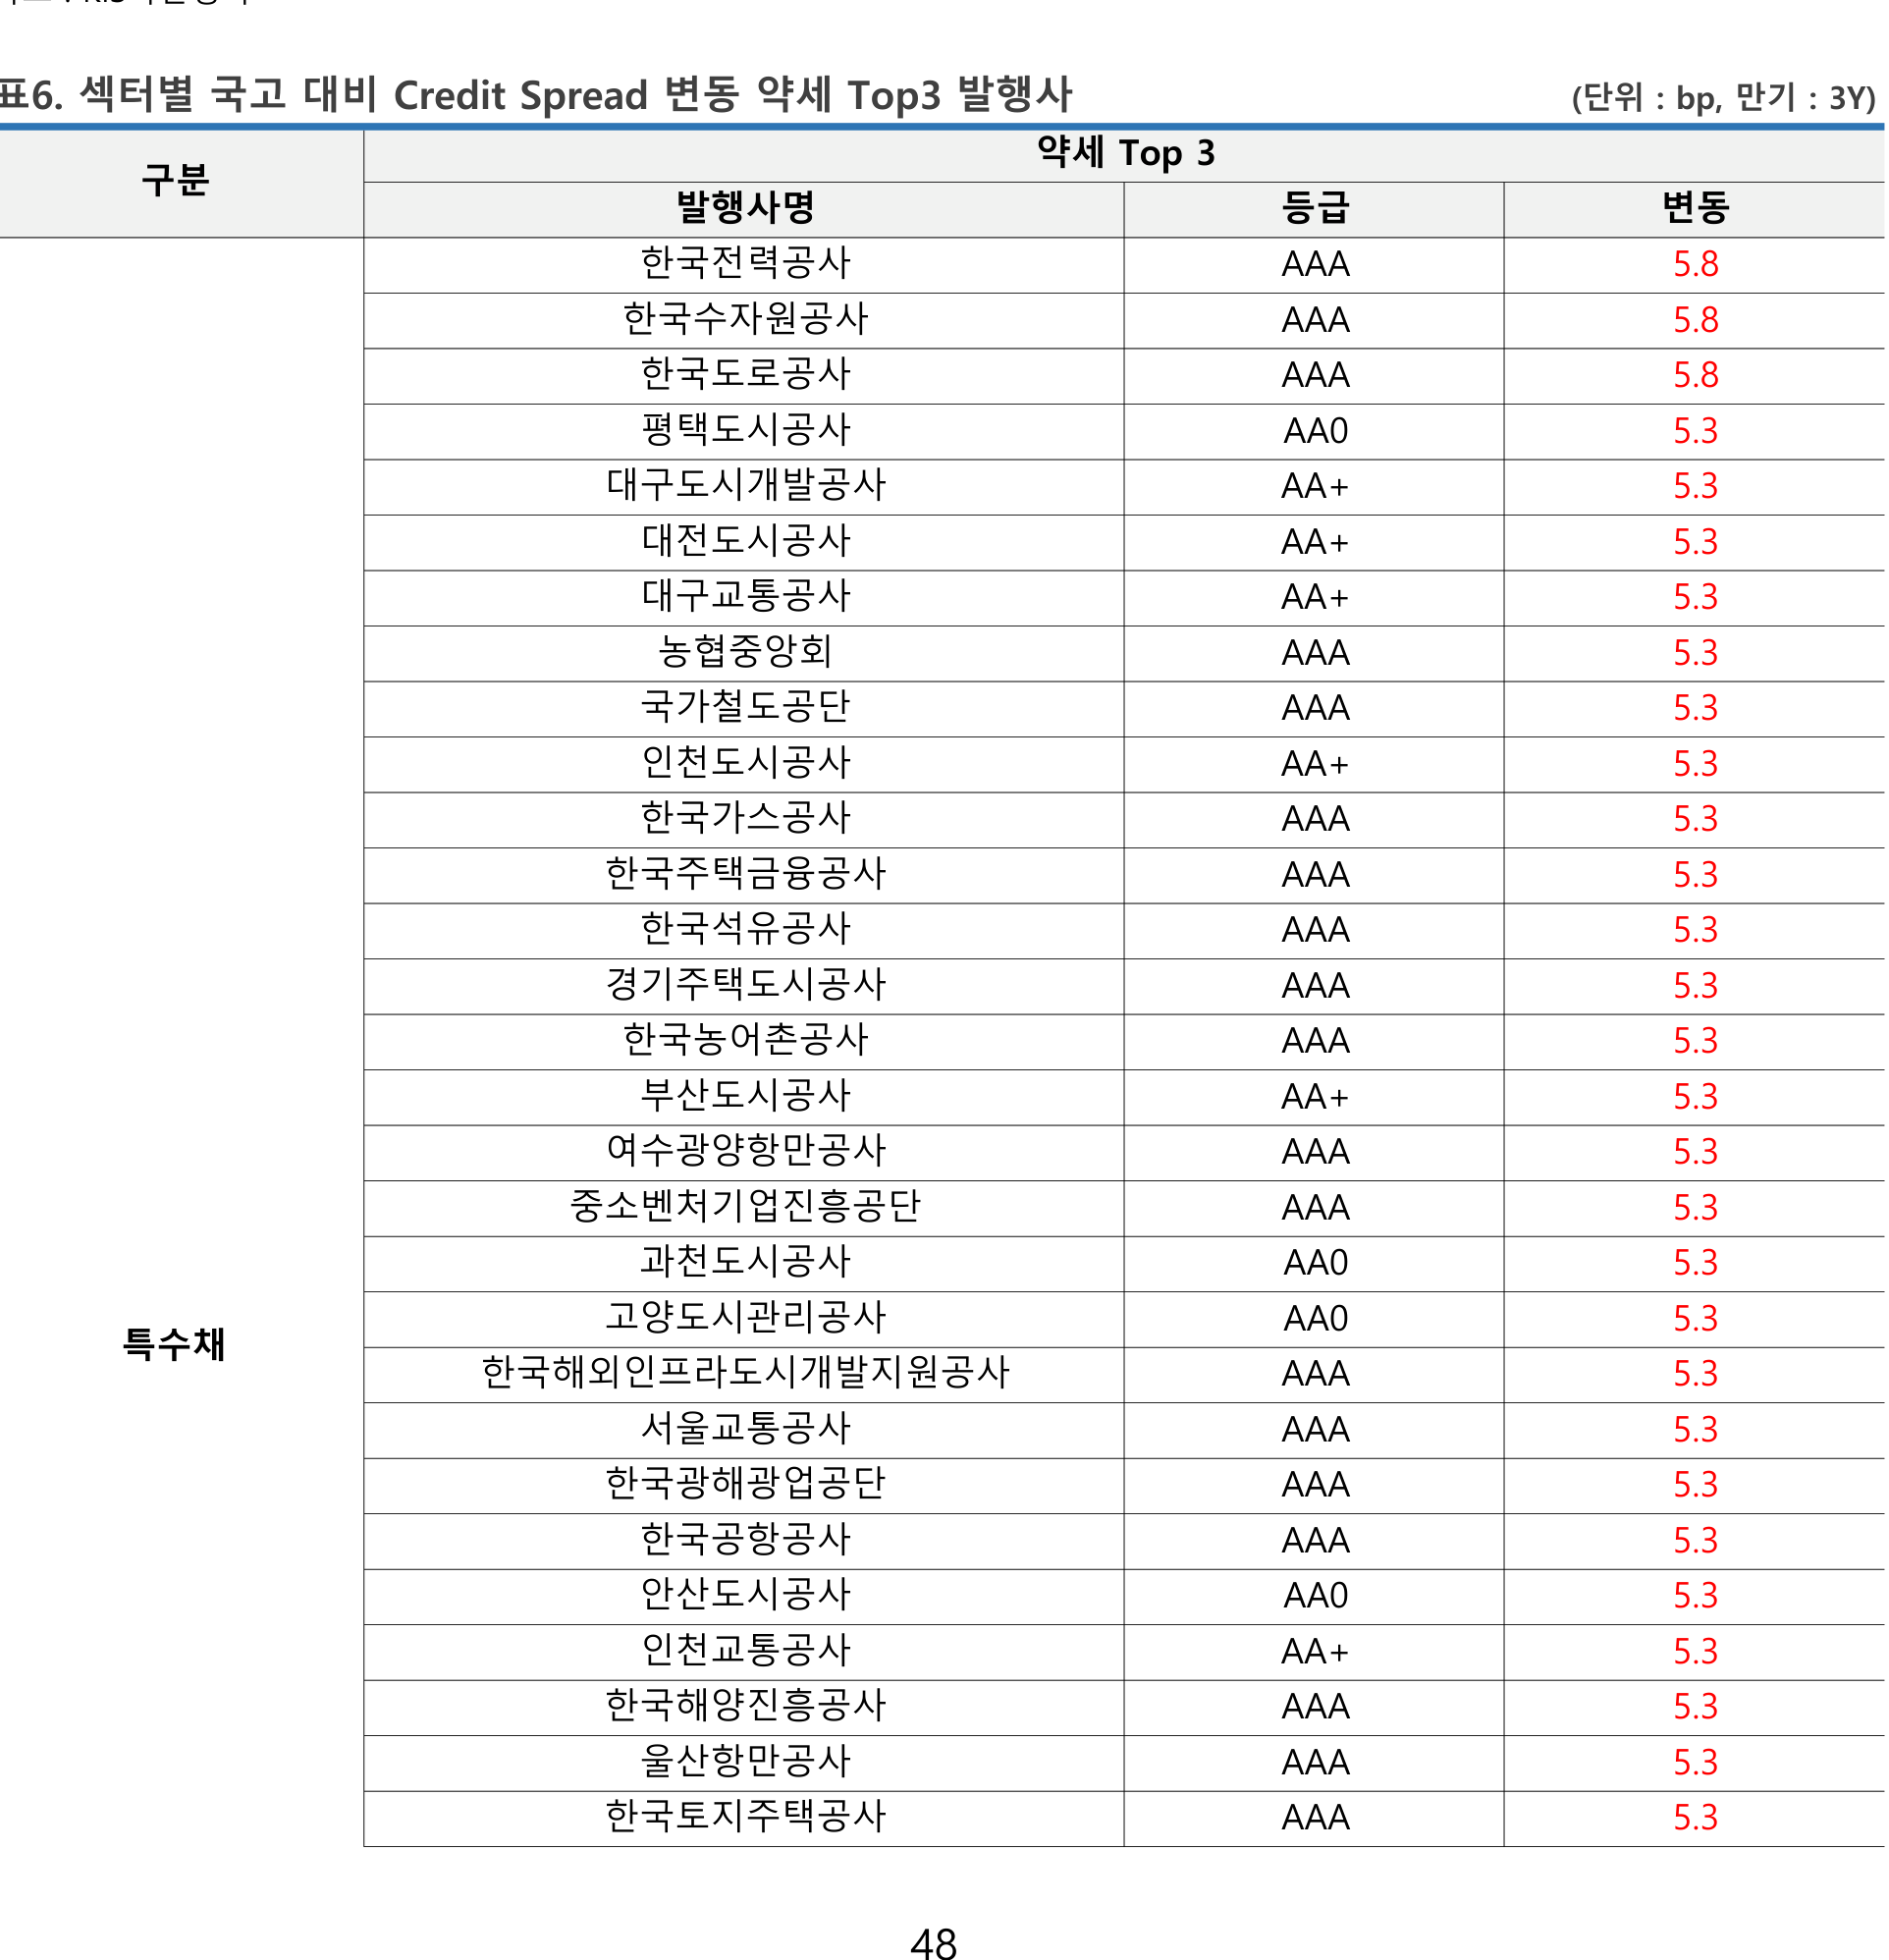 표6. 섹터별 국고 대비 Credit Spread 변동 약세 Top3 발행사 (단위 : bp, 만기 : 3Y)
구분 약세 Top 3
발행사명 등급 변동
한국전력공사 AAA 5.8
한국수자원공사 AAA 5.8
한국도로공사 AAA 5.8
평택도시공사 AA0 5.3
대구도시개발공사 AA+ 5.3
대전도시공사 AA+ 5.3
대구교통공사 AA+ 5.3
농협중앙회 AAA 5.3
국가철도공단 AAA 5.3
인천도시공사 AA+ 5.3
한국가스공사 AAA 5.3
한국주택금융공사 AAA 5.3
한국석유공사 AAA 5.3
경기주택도시공사 AAA 5.3
한국농어촌공사 AAA 5.3
부산도시공사 AA+ 5.3
여수광양항만공사 AAA 5.3
중소벤처기업진흥공단 AAA 5.3
과천도시공사 AA0 5.3
고양도시관리공사 AA0 5.3
특수채
한국해외인프라도시개발지원공사 AAA 5.3
서울교통공사 AAA 5.3
한국광해광업공단 AAA 5.3
한국공항공사 AAA 5.3
안산도시공사 AA0 5.3
인천교통공사 AA+ 5.3
한국해양진흥공사 AAA 5.3
울산항만공사 AAA 5.3
한국토지주택공사 AAA 5.3
48